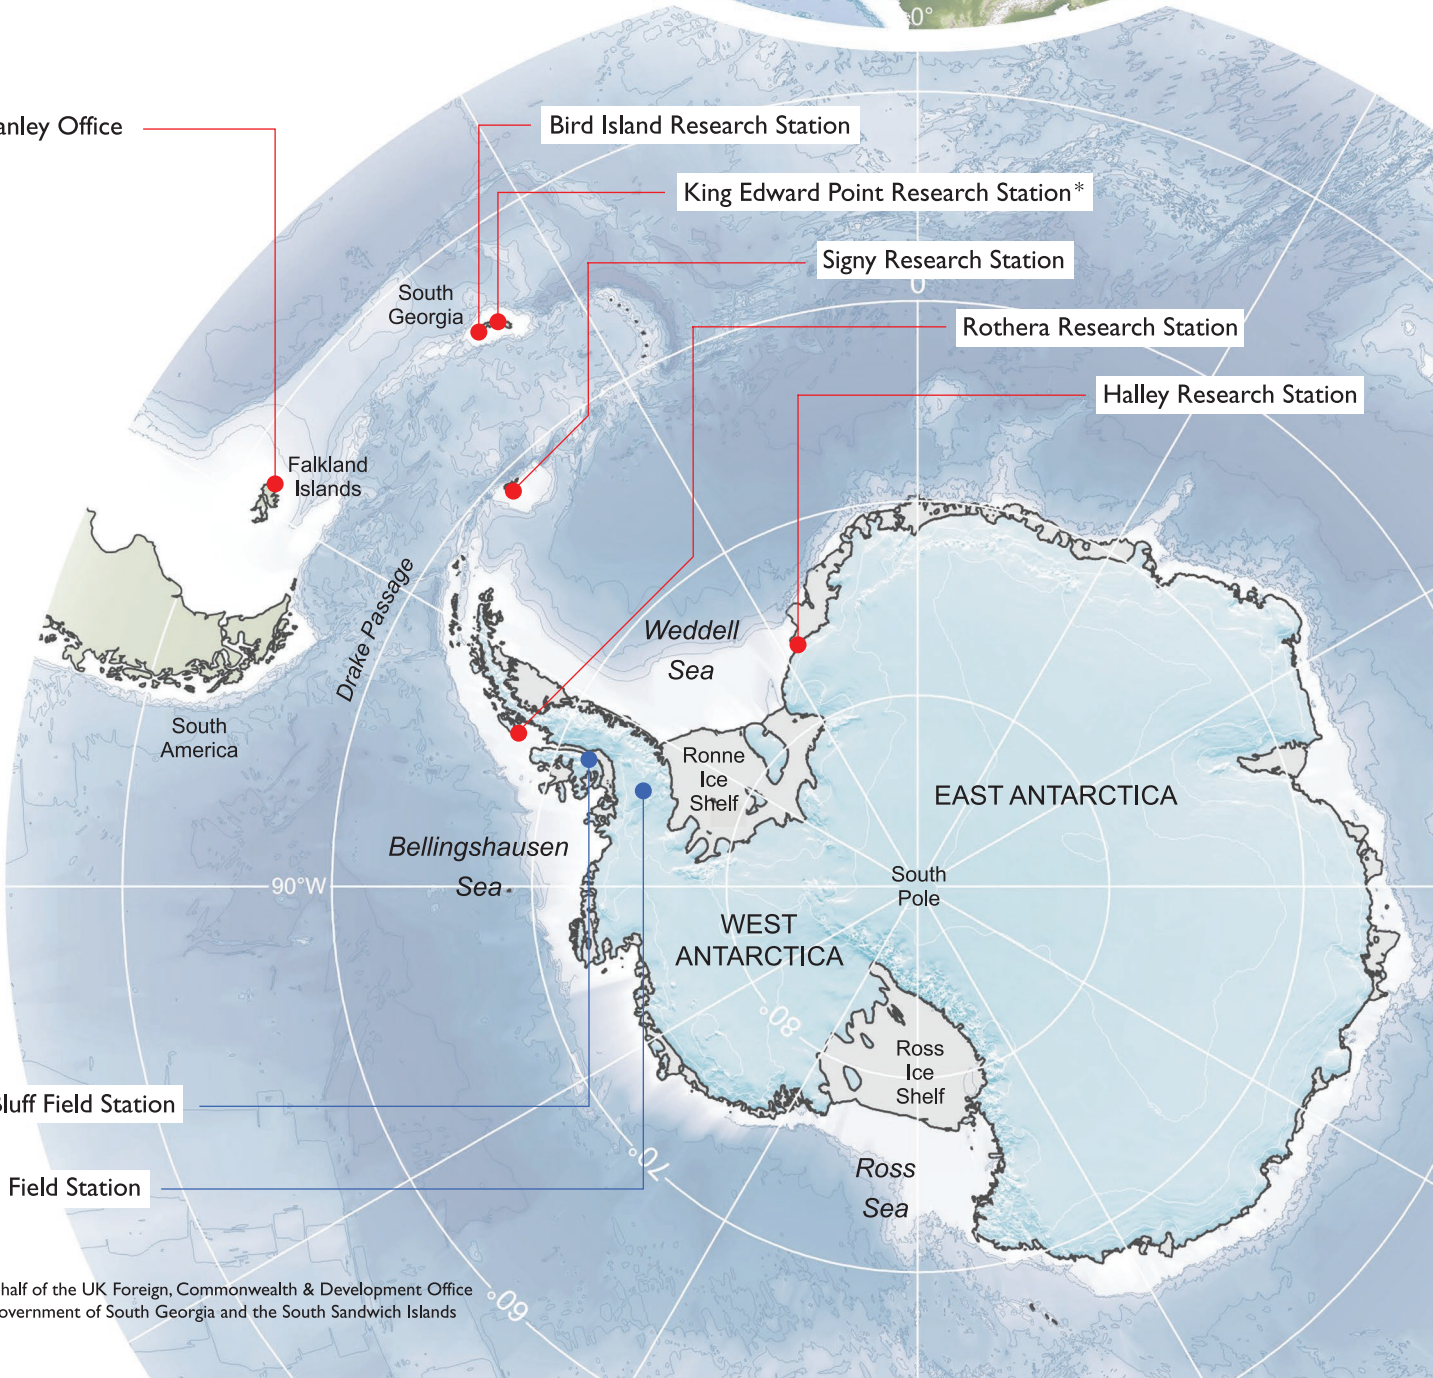 0°
anley Office
Bird Island Research Station
King Edward Point Research Station*
Signy Research Station
0
Rothera Research Station
South
Georgia
Halley Research Station
Falkland
Islands
Drake Passage
Weddell
Sea
South
America
Ronne
Ice
Shelf
EAST ANTARCTICA
Bellingshausen
Sea
90°W
South
Pole
WEST
ANTARCTICA
80°
Ross
Ice
Shelf
Bluff Field Station
70°
Ross
Sea
Field Station
half of the UK Foreign, Commonwealth & Development Office
overnment of South Georgia and the South Sandwich Islands
60°